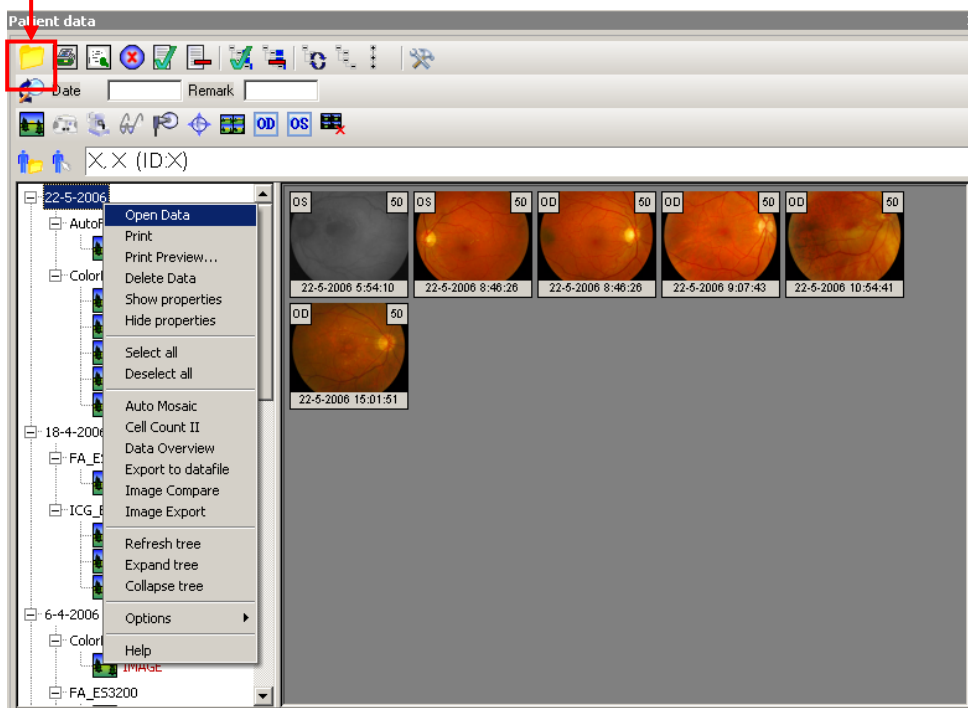 Patient data
Date
Remark
OD
OS
X, X (ID:X)
22-5-2006
AutoF
Color
18-4-2006
FA_ES
ICG_E
6-4-2006
Color
IMAGE
FA_ES3200
Open Data
Print
Print Preview...
Delete Data
Show properties
Hide properties
Select all
Deselect all
Auto Mosaic
Cell Count II
Data Overview
Export to datafile
Image Compare
Image Export
Refresh tree
Expand tree
Collapse tree
Options
Help
OS 50
22-5-2006 5:54:10
OS 50
22-5-2006 8:46:26
OD 50
22-5-2006 8:46:26
OD 50
22-5-2006 9:07:43
OD 50
22-5-2006 10:54:41
OD 50
22-5-2006 15:01:51